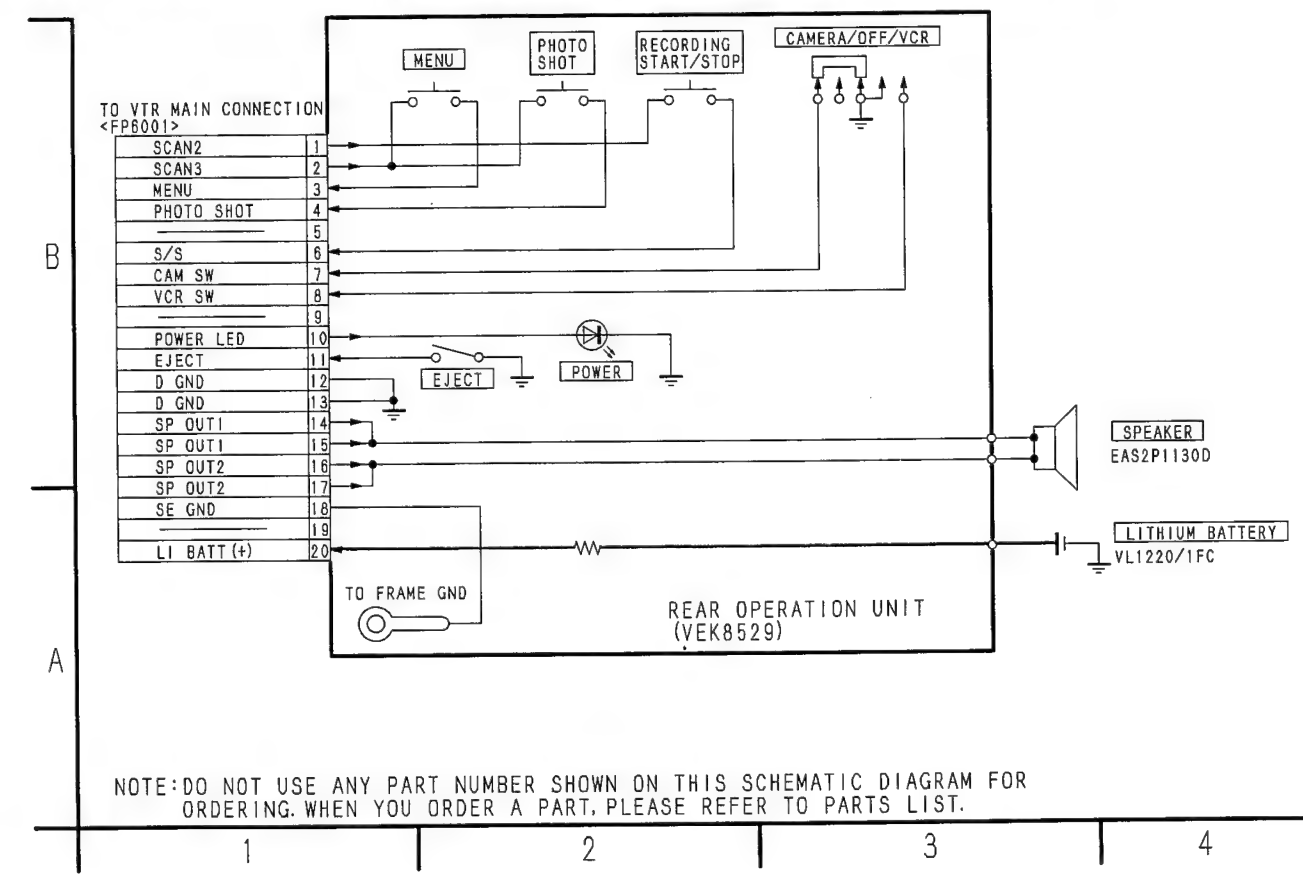 MENU
PHOTO
SHOT
RECORDING
START/STOP
CAMERA/OFF/VCR
TO VTR MAIN CONNECTION
<FP6001>
SCAN2 1
SCAN3 2
MENU 3
PHOTO SHOT 4
5
S/S 6
CAM SW 7
VCR SW 8
9
POWER LED 10
EJECT 11
D GND 12
D GND 13
SP OUT1 14
SP OUT1 15
SP OUT2 16
SP OUT2 17
SE GND 18
19
LI BATT(+) 20
EJECT
POWER
SPEAKER
EAS2P1130D
LITHIUM BATTERY
VL1220/1FC
TO FRAME GND
REAR OPERATION UNIT
(VEK8529)
B
A
NOTE:DO NOT USE ANY PART NUMBER SHOWN ON THIS SCHEMATIC DIAGRAM FOR
ORDERING. WHEN YOU ORDER A PART, PLEASE REFER TO PARTS LIST.
1 2 3 4